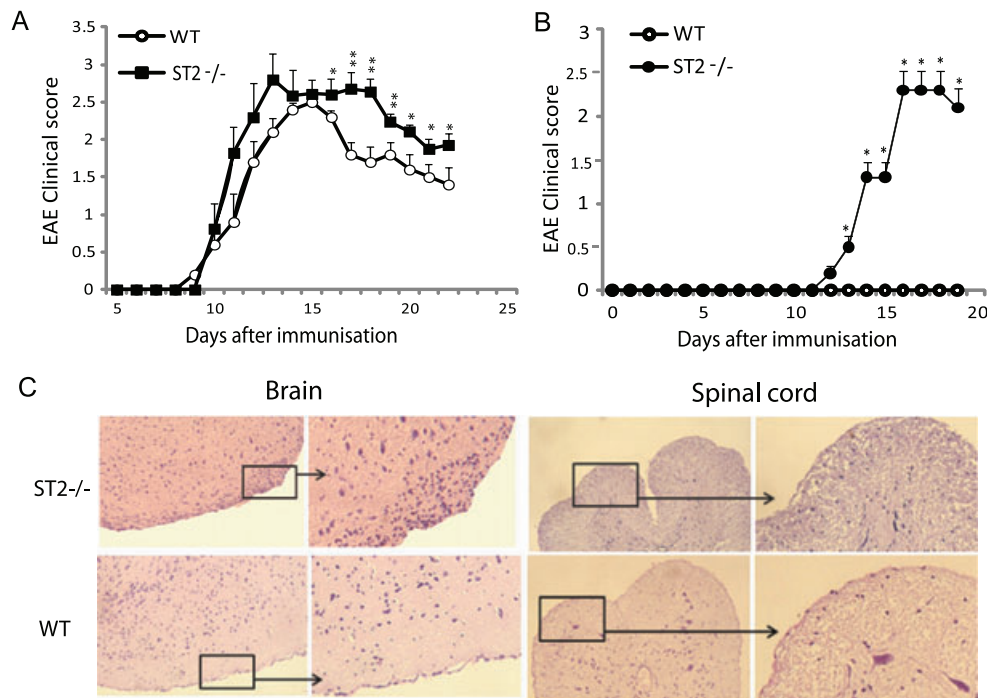 A
WT
ST2 -/-
3.5
3
2.5
2
1.5
1
0.5
0
EAE Clinical score
* ** ** ** * * *
5 10 15 20 25
Days after immunisation
B
WT
ST2 -/-
3
2.5
2
1.5
1
0.5
0
EAE Clinical score
* * * * * * *
0 5 10 15 20
Days after immunisation
C
Brain
Spinal cord
ST2-/-
WT